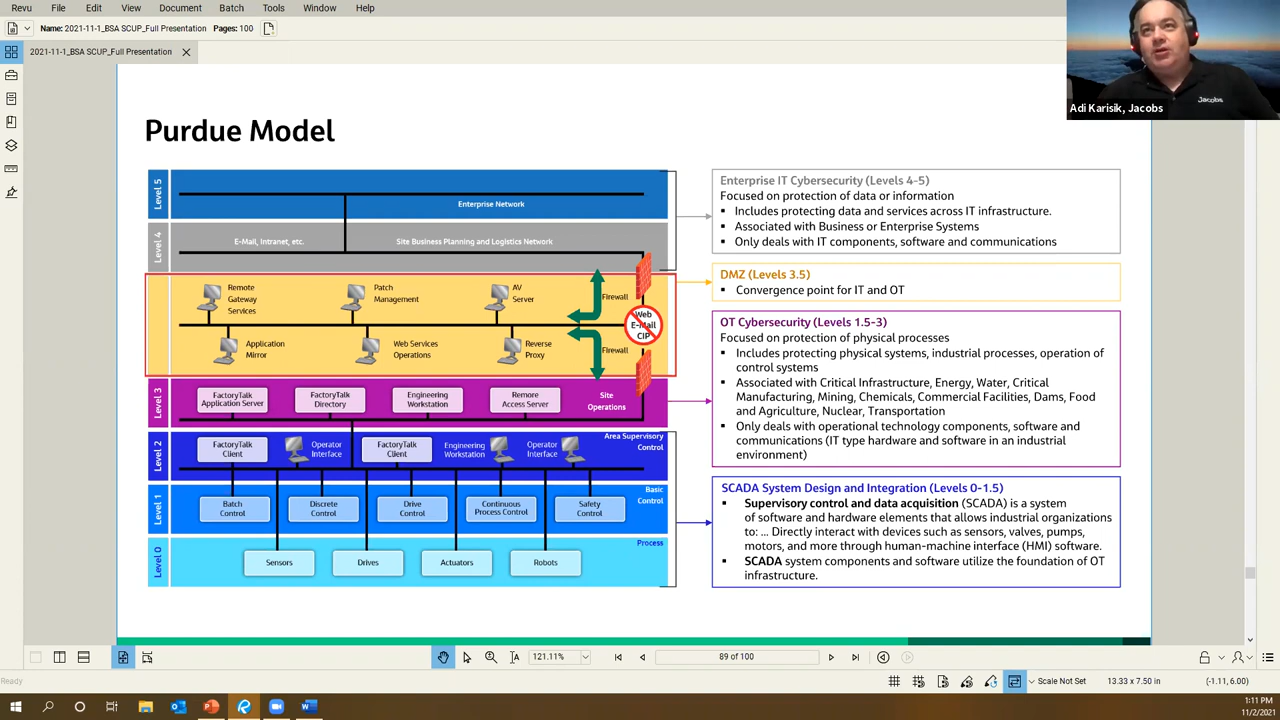 Revu File Edit View Document Batch Tools Window Help
Name: 2021-11-1_BSA SCUP_Full Presentation Pages: 100
2021-11-1_BSA SCUP_Full Presentation
Adi Karisik, Jacobs
Jacobs
Purdue Model
Level 5
Enterprise Network
Level 4
E-Mail, Intranet, etc.
Site Business Planning and Logistics Network
Remote
Gateway
Services
Patch
Management
AV
Server
Firewall
Web
E-Mail
CIP
Application
Mirror
Web Services
Operations
Reverse
Proxy
Firewall
Level 3
FactoryTalk
Application Server
FactoryTalk
Directory
Engineering
Workstation
Remote
Access Server
Site
Operations
Level 2
FactoryTalk
Client
Operator
Interface
FactoryTalk
Client
Engineering
Workstation
Operator
Interface
Area Supervisory
Control
Level 1
Batch
Control
Discrete
Control
Drive
Control
Continuous
Process Control
Safety
Control
Basic
Control
Level 0
Sensors
Drives
Actuators
Robots
Process
Enterprise IT Cybersecurity (Levels 4-5)
Focused on protection of data or information
▪ Includes protecting data and services across IT infrastructure.
▪ Associated with Business or Enterprise Systems
▪ Only deals with IT components, software and communications
DMZ (Levels 3.5)
▪ Convergence point for IT and OT
OT Cybersecurity (Levels 1.5-3)
Focused on protection of physical processes
▪ Includes protecting physical systems, industrial processes, operation of
control systems
▪ Associated with Critical Infrastructure, Energy, Water, Critical
Manufacturing, Mining, Chemicals, Commercial Facilities, Dams, Food
and Agriculture, Nuclear, Transportation
▪ Only deals with operational technology components, software and
communications (IT type hardware and software in an industrial
environment)
SCADA System Design and Integration (Levels 0-1.5)
▪ Supervisory control and data acquisition (SCADA) is a system
of software and hardware elements that allows industrial organizations
to: ... Directly interact with devices such as sensors, valves, pumps,
motors, and more through human-machine interface (HMI) software.
▪ SCADA system components and software utilize the foundation of OT
infrastructure.
121.11%
89 of 100
Ready
Scale Not Set
13.33 x 7.50 in
(-1.11, 6.00)
1:11 PM
11/2/2021